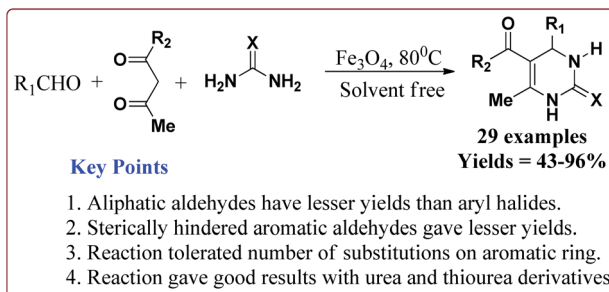 R₁CHO + O R₂ O Me + X H₂N NH₂ Fe₃O₄, 80⁰C Solvent free O R₁ R₂ N H Me N H X
29 examples
Yields = 43-96%
Key Points
1. Aliphatic aldehydes have lesser yields than aryl halides.
2. Sterically hindered aromatic aldehydes gave lesser yields.
3. Reaction tolerated number of substitutions on aromatic ring.
4. Reaction gave good results with urea and thiourea derivatives